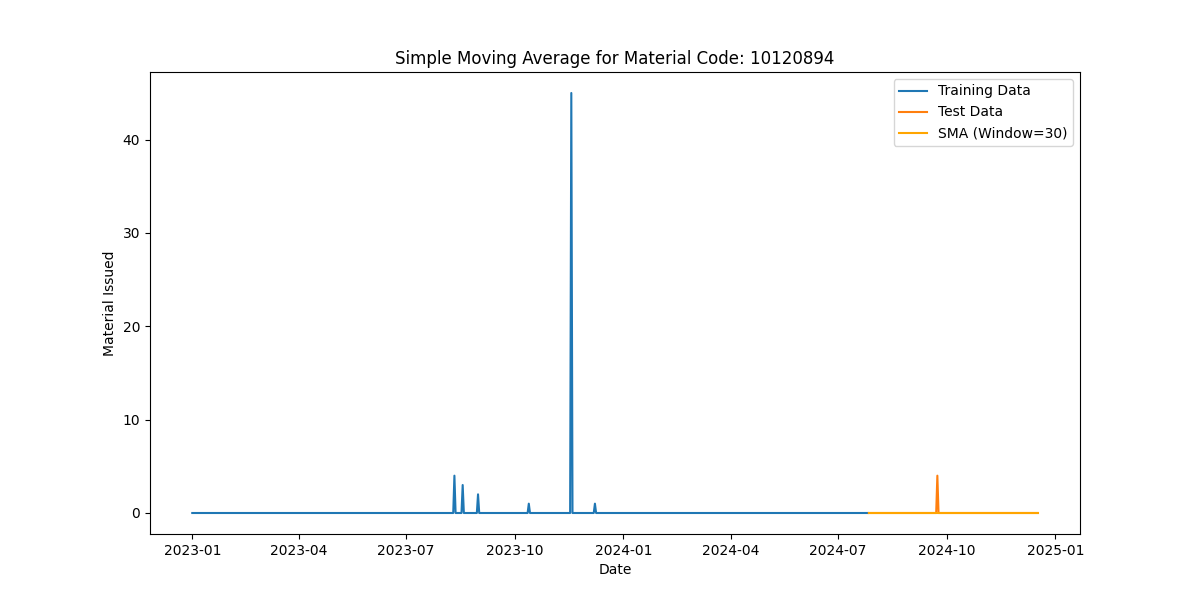 Simple Moving Average for Material Code: 10120894
Training Data
Test Data
SMA (Window=30)
Material Issued
40
30
20
10
0
2023-01 2023-04 2023-07 2023-10 2024-01 2024-04 2024-07 2024-10 2025-01
Date